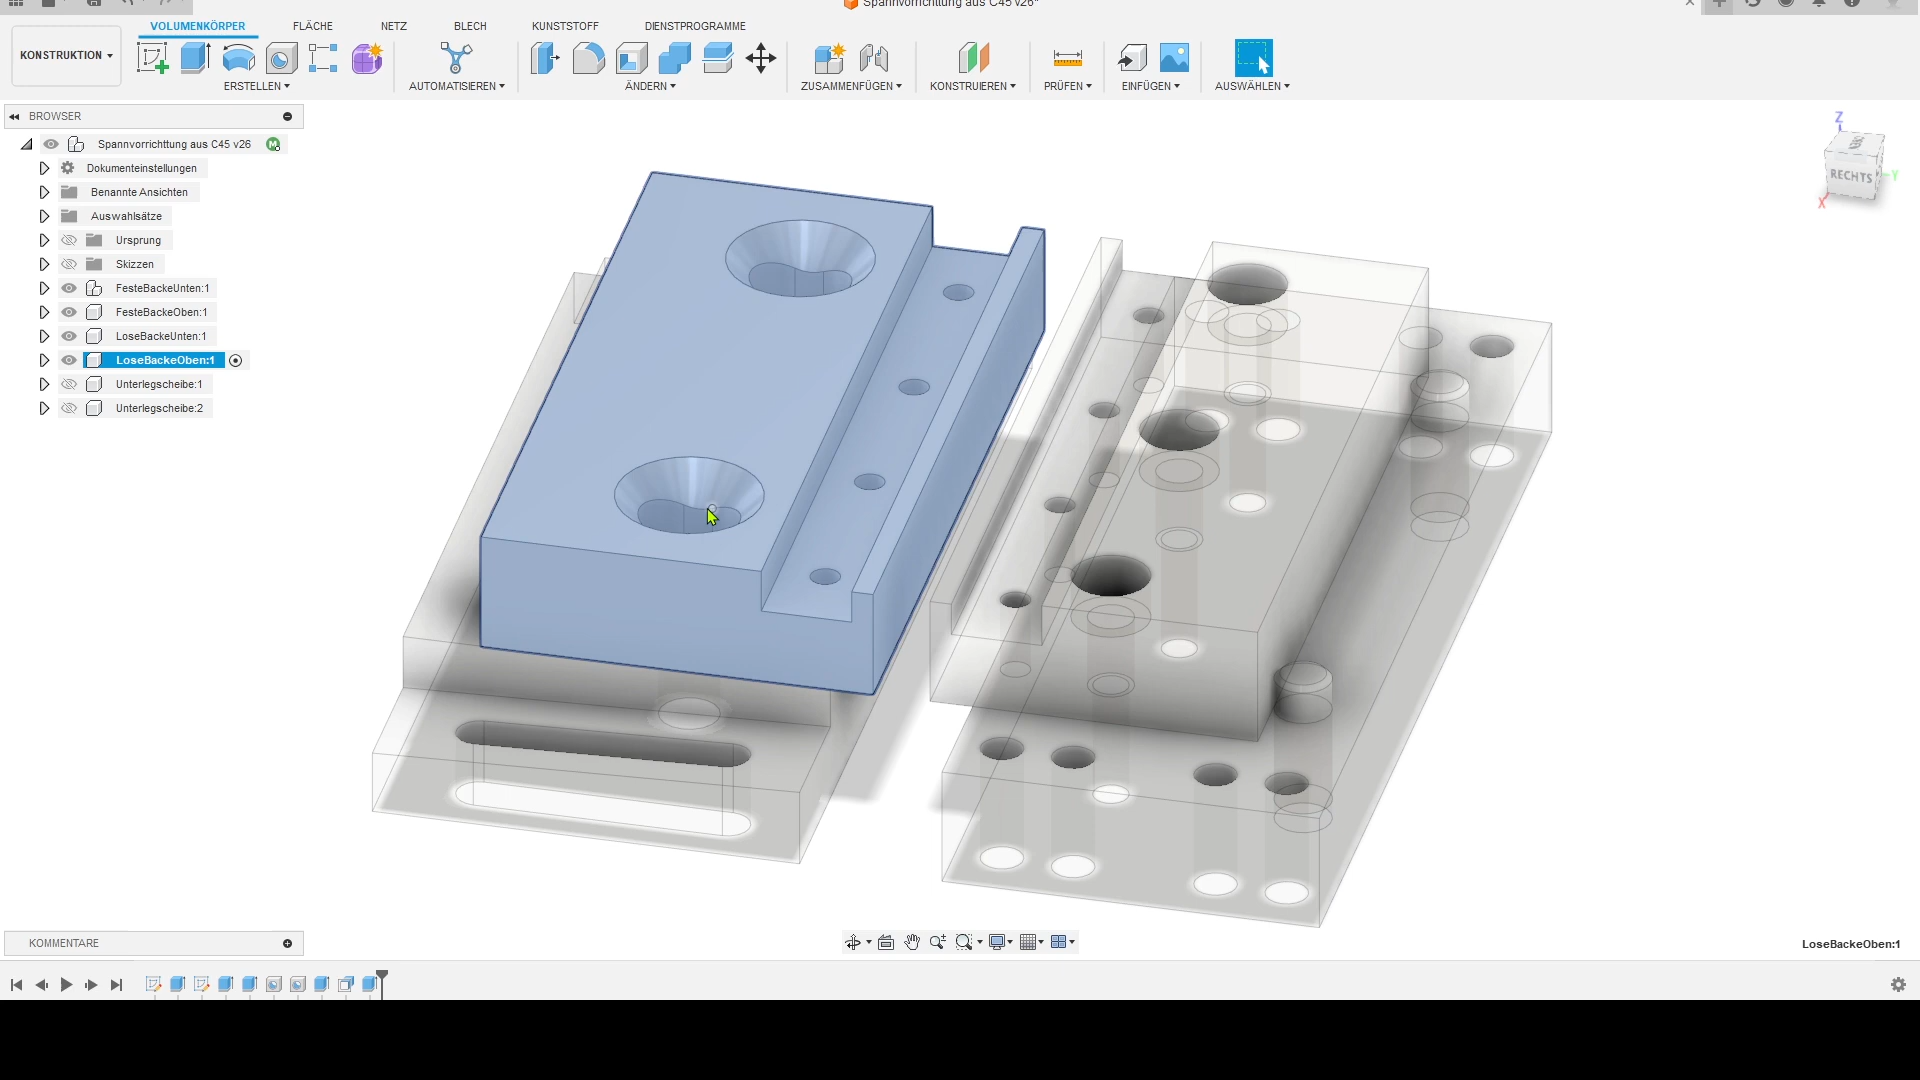 Spannvorrichttung aus C45 v26*
KONSTRUKTION
VOLUMENKÖRPER
FLÄCHE
NETZ
BLECH
KUNSTSTOFF
DIENSTPROGRAMME
ERSTELLEN
AUTOMATISIEREN
ÄNDERN
ZUSAMMENFÜGEN
KONSTRUIEREN
PRÜFEN
EINFÜGEN
AUSWÄHLEN
BROWSER
Spannvorrichttung aus C45 v26
Dokumenteinstellungen
Benannte Ansichten
Auswahlsätze
Ursprung
Skizzen
FesteBackeUnten:1
FesteBackeOben:1
LoseBackeUnten:1
LoseBackeOben:1
Unterlegscheibe:1
Unterlegscheibe:2
Z
RECHTS
Y
X
KOMMENTARE
LoseBackeOben:1